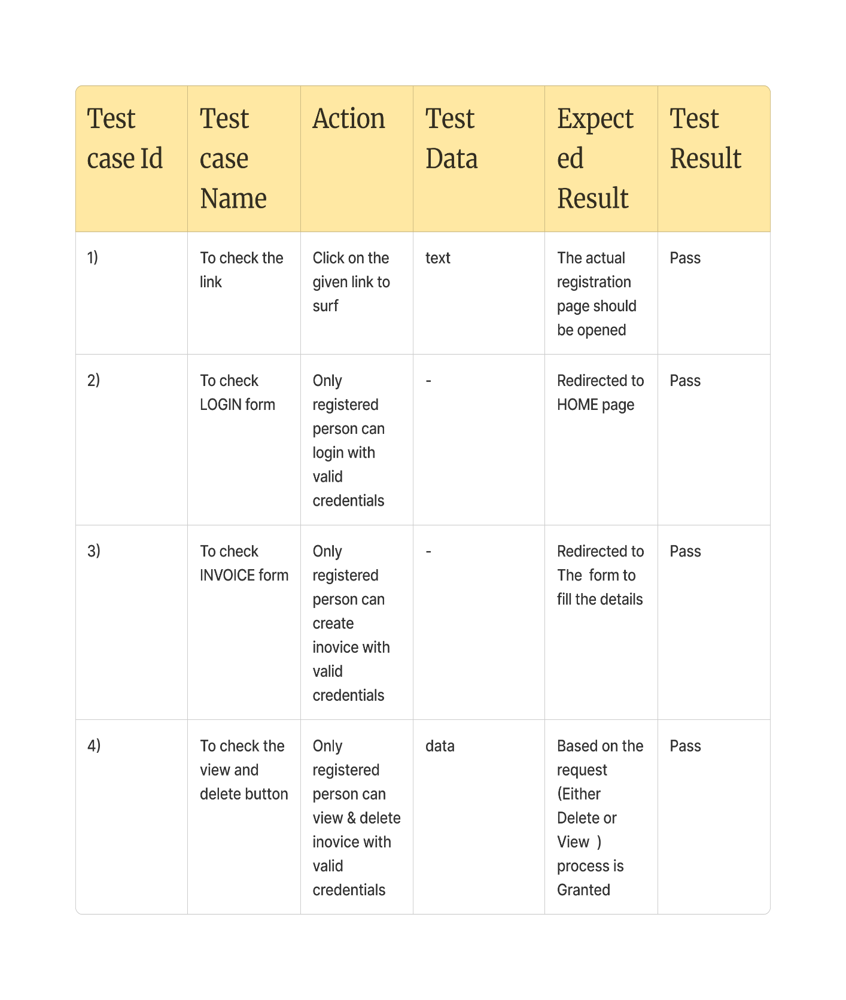 Test
case Id
Test
case
Name
Action
Test
Data
Expect
ed
Result
Test
Result
1)
To check the
link
Click on the
given link to
surf
text
The actual
registration
page should
be opened
Pass
2)
To check
LOGIN form
Only
registered
person can
login with
valid
credentials
-
Redirected to
HOME page
Pass
3)
To check
INVOICE form
Only
registered
person can
create
inovice with
valid
credentials
-
Redirected to
The  form to
fill the details
Pass
4)
To check the
view and
delete button
Only
registered
person can
view & delete
inovice with
valid
credentials
data
Based on the
request
(Either
Delete or
View  )
process is
Granted
Pass